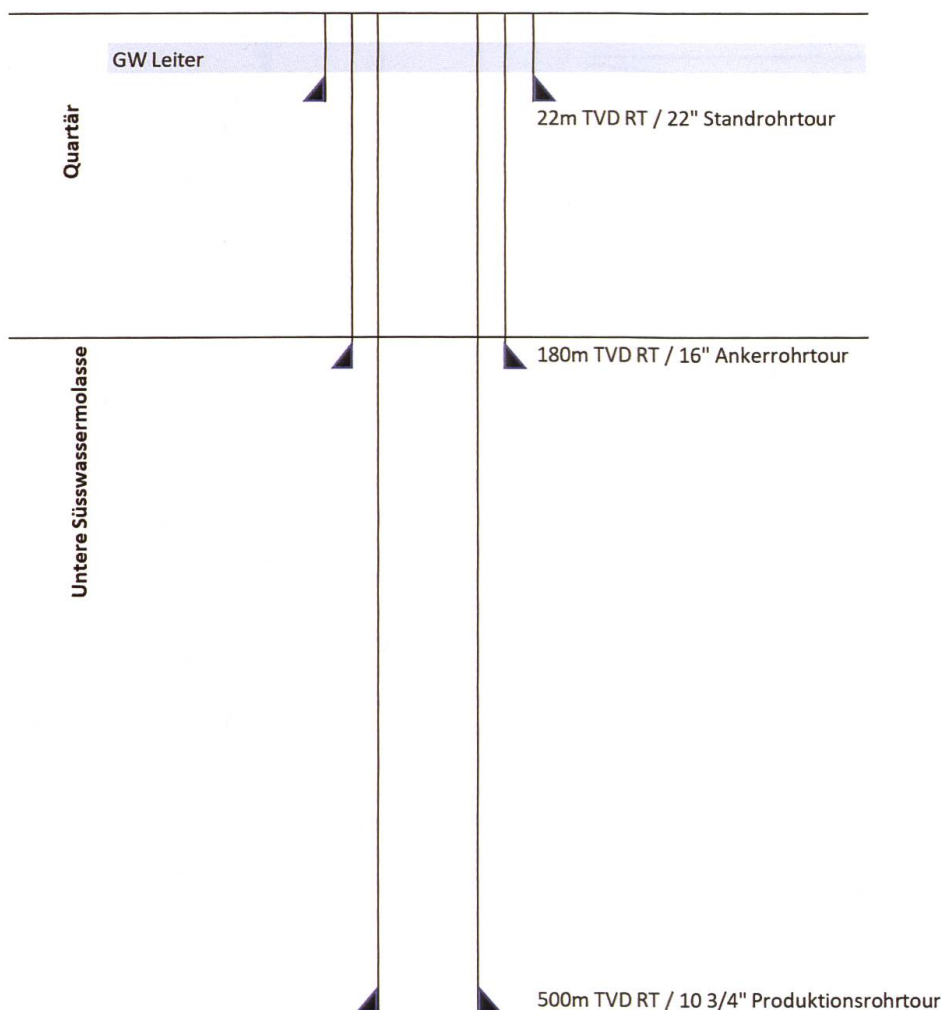 GW Leiter
Quartär
22m TVD RT / 22" Standrohrtour
180m TVD RT / 16" Ankerrohrtour
Untere Süsswassermolasse
500m TVD RT / 10 3/4" Produktionsrohrtour